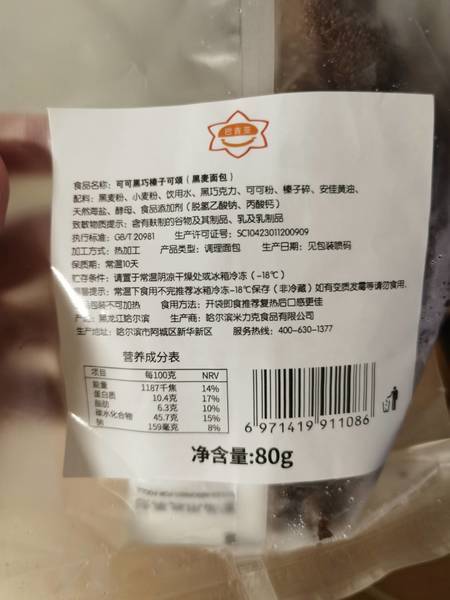 巴青亚
食品名称：可可黑巧榛子可颂（黑麦面包）
配料：黑麦粉、小麦粉、饮用水、黑巧克力、可可粉、榛子碎、安佳黄油、
天然海盐、酵母、食品添加剂（脱氢乙酸钠、丙酸钙）
致敏物质提示：含有麸制的谷物及其制品、乳及乳制品
执行标准：GB/T 20981 生产许可证号：SC10423011200909
加工方式：热加工 产品类型：调理面包 生产日期：见包装喷码
保质期：常温10天
贮存条件：请置于常温阴凉干燥处或冰箱冷冻（-18℃）
提示：常温下食用不完推荐冰箱冷冻-18℃保存（非冷藏）如有变质发霉等请勿食用，
包装不可加热 食用方法：开袋即食推荐复热后口感更佳
产地：黑龙江哈尔滨 生产商：哈尔滨米力克食品有限公司
生产地址：哈尔滨市阿城区新华新区 服务热线：400-630-1377
营养成分表
项目 每100克 NRV
能量 1187千焦 14%
蛋白质 10.4克 17%
脂肪 6.3克 10%
碳水化合物 45.7克 15%
钠 159毫克 8%
6 971419 911086
净含量:80g